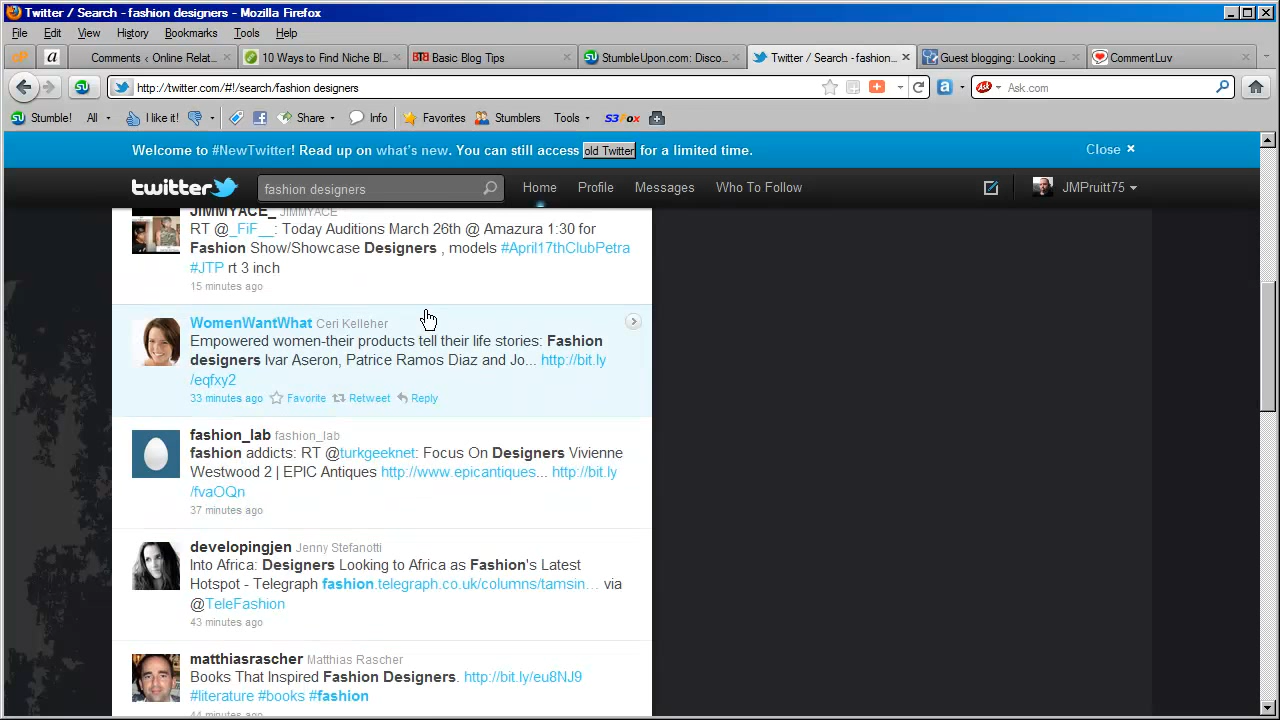 Twitter / Search - fashion designers - Mozilla Firefox
File Edit View History Bookmarks Tools Help
Comments ‹ Online Relat... 10 Ways to Find Niche Bl... Basic Blog Tips StumbleUpon.com: Disco... Twitter / Search - fashion... Guest blogging: Looking ... CommentLuv
http://twitter.com/#!/search/fashion designers
Ask.com
Stumble! All I like it! Share Info Favorites Stumblers Tools S3Fox
Welcome to #NewTwitter! Read up on what's new. You can still access old Twitter for a limited time. Close
twitter fashion designers Home Profile Messages Who To Follow JMPruitt75
JIMMYACE_ JIMMYACE
RT @_FiF__: Today Auditions March 26th @ Amazura 1:30 for
Fashion Show/Showcase Designers , models #April17thClubPetra
#JTP rt 3 inch
15 minutes ago
WomenWantWhat Ceri Kelleher
Empowered women-their products tell their life stories: Fashion
designers Ivar Aseron, Patrice Ramos Diaz and Jo... http://bit.ly
/eqfxy2
33 minutes ago Favorite Retweet Reply
fashion_lab fashion_lab
fashion addicts: RT @turkgeeknet: Focus On Designers Vivienne
Westwood 2 | EPIC Antiques http://www.epicantiques... http://bit.ly
/fvaOQn
37 minutes ago
developingjen Jenny Stefanotti
Into Africa: Designers Looking to Africa as Fashion's Latest
Hotspot - Telegraph fashion.telegraph.co.uk/columns/tamsin... via
@TeleFashion
43 minutes ago
matthiasrascher Matthias Rascher
Books That Inspired Fashion Designers. http://bit.ly/eu8NJ9
#literature #books #fashion
44 minutes ago